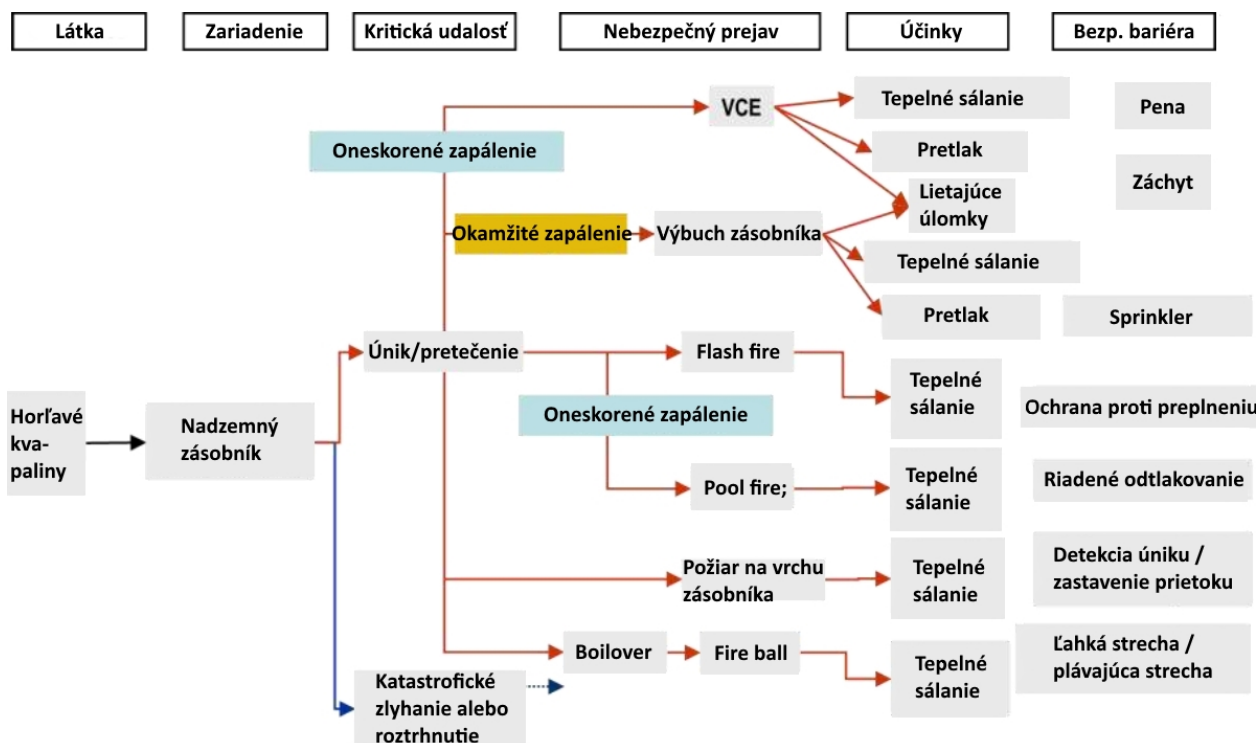 Látka
Zariadenie
Kritická udalosť
Nebezpečný prejav
Účinky
Bezp. bariéra
VCE
Tepelné sálanie
Pena
Oneskorené zapálenie
Pretlak
Záchyt
Lietajúce
úlomky
Okamžité zapálenie
Výbuch zásobníka
Tepelné sálanie
Pretlak
Sprinkler
Únik/pretečenie
Flash fire
Tepelné
sálanie
Ochrana proti preplneniu
Horľavé
kva-
paliny
Nadzemný
zásobník
Oneskorené zapálenie
Pool fire;
Tepelné
sálanie
Riadené odtlakovanie
Požiar na vrchu
zásobníka
Tepelné
sálanie
Detekcia úniku /
zastavenie prietoku
Boilover
Fire ball
Tepelné
sálanie
Ľahká strecha /
plávajúca strecha
Katastrofické
zlyhanie alebo
roztrhnutie